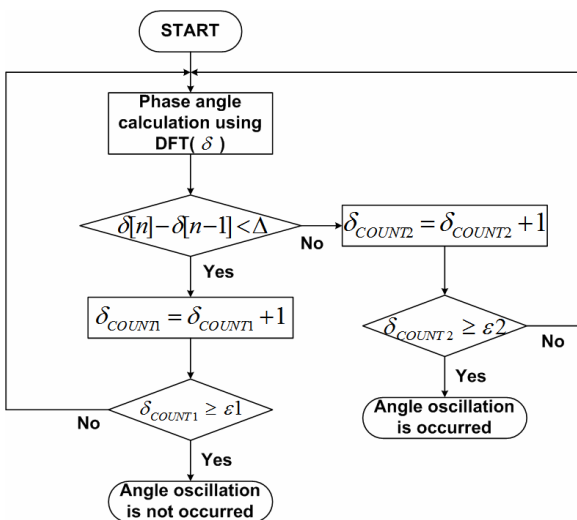 START
Phase angle
calculation using
DFT( δ )
δ[n]−δ[n−1]<Δ
No
δCOUNT2 = δCOUNT2 +1
Yes
δCOUNT1 = δCOUNT1 +1
δCOUNT2 ≥ ε2
No
Yes
δCOUNT1 ≥ ε1
No
Angle oscillation
is occurred
Yes
Angle oscillation
is not occurred